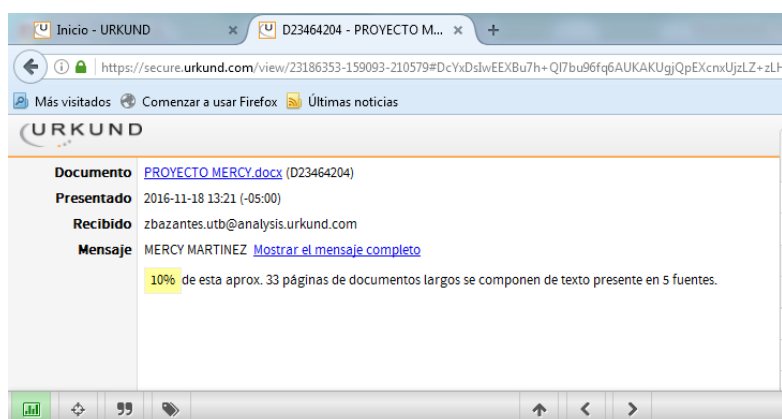 Inicio - URKUND
D23464204 - PROYECTO M...
https://secure.urkund.com/view/23186353-159093-210579#DcYxDsIwEEXBu7h+QI7bu96fq6AUKAKUgjQpEXcnxUjzLZ+zLH
Más visitados Comenzar a usar Firefox Últimas noticias
URKUND
Documento PROYECTO MERCY.docx (D23464204)
Presentado 2016-11-18 13:21 (-05:00)
Recibido zbazantes.utb@analysis.urkund.com
Mensaje MERCY MARTINEZ Mostrar el mensaje completo
10% de esta aprox. 33 páginas de documentos largos se componen de texto presente en 5 fuentes.